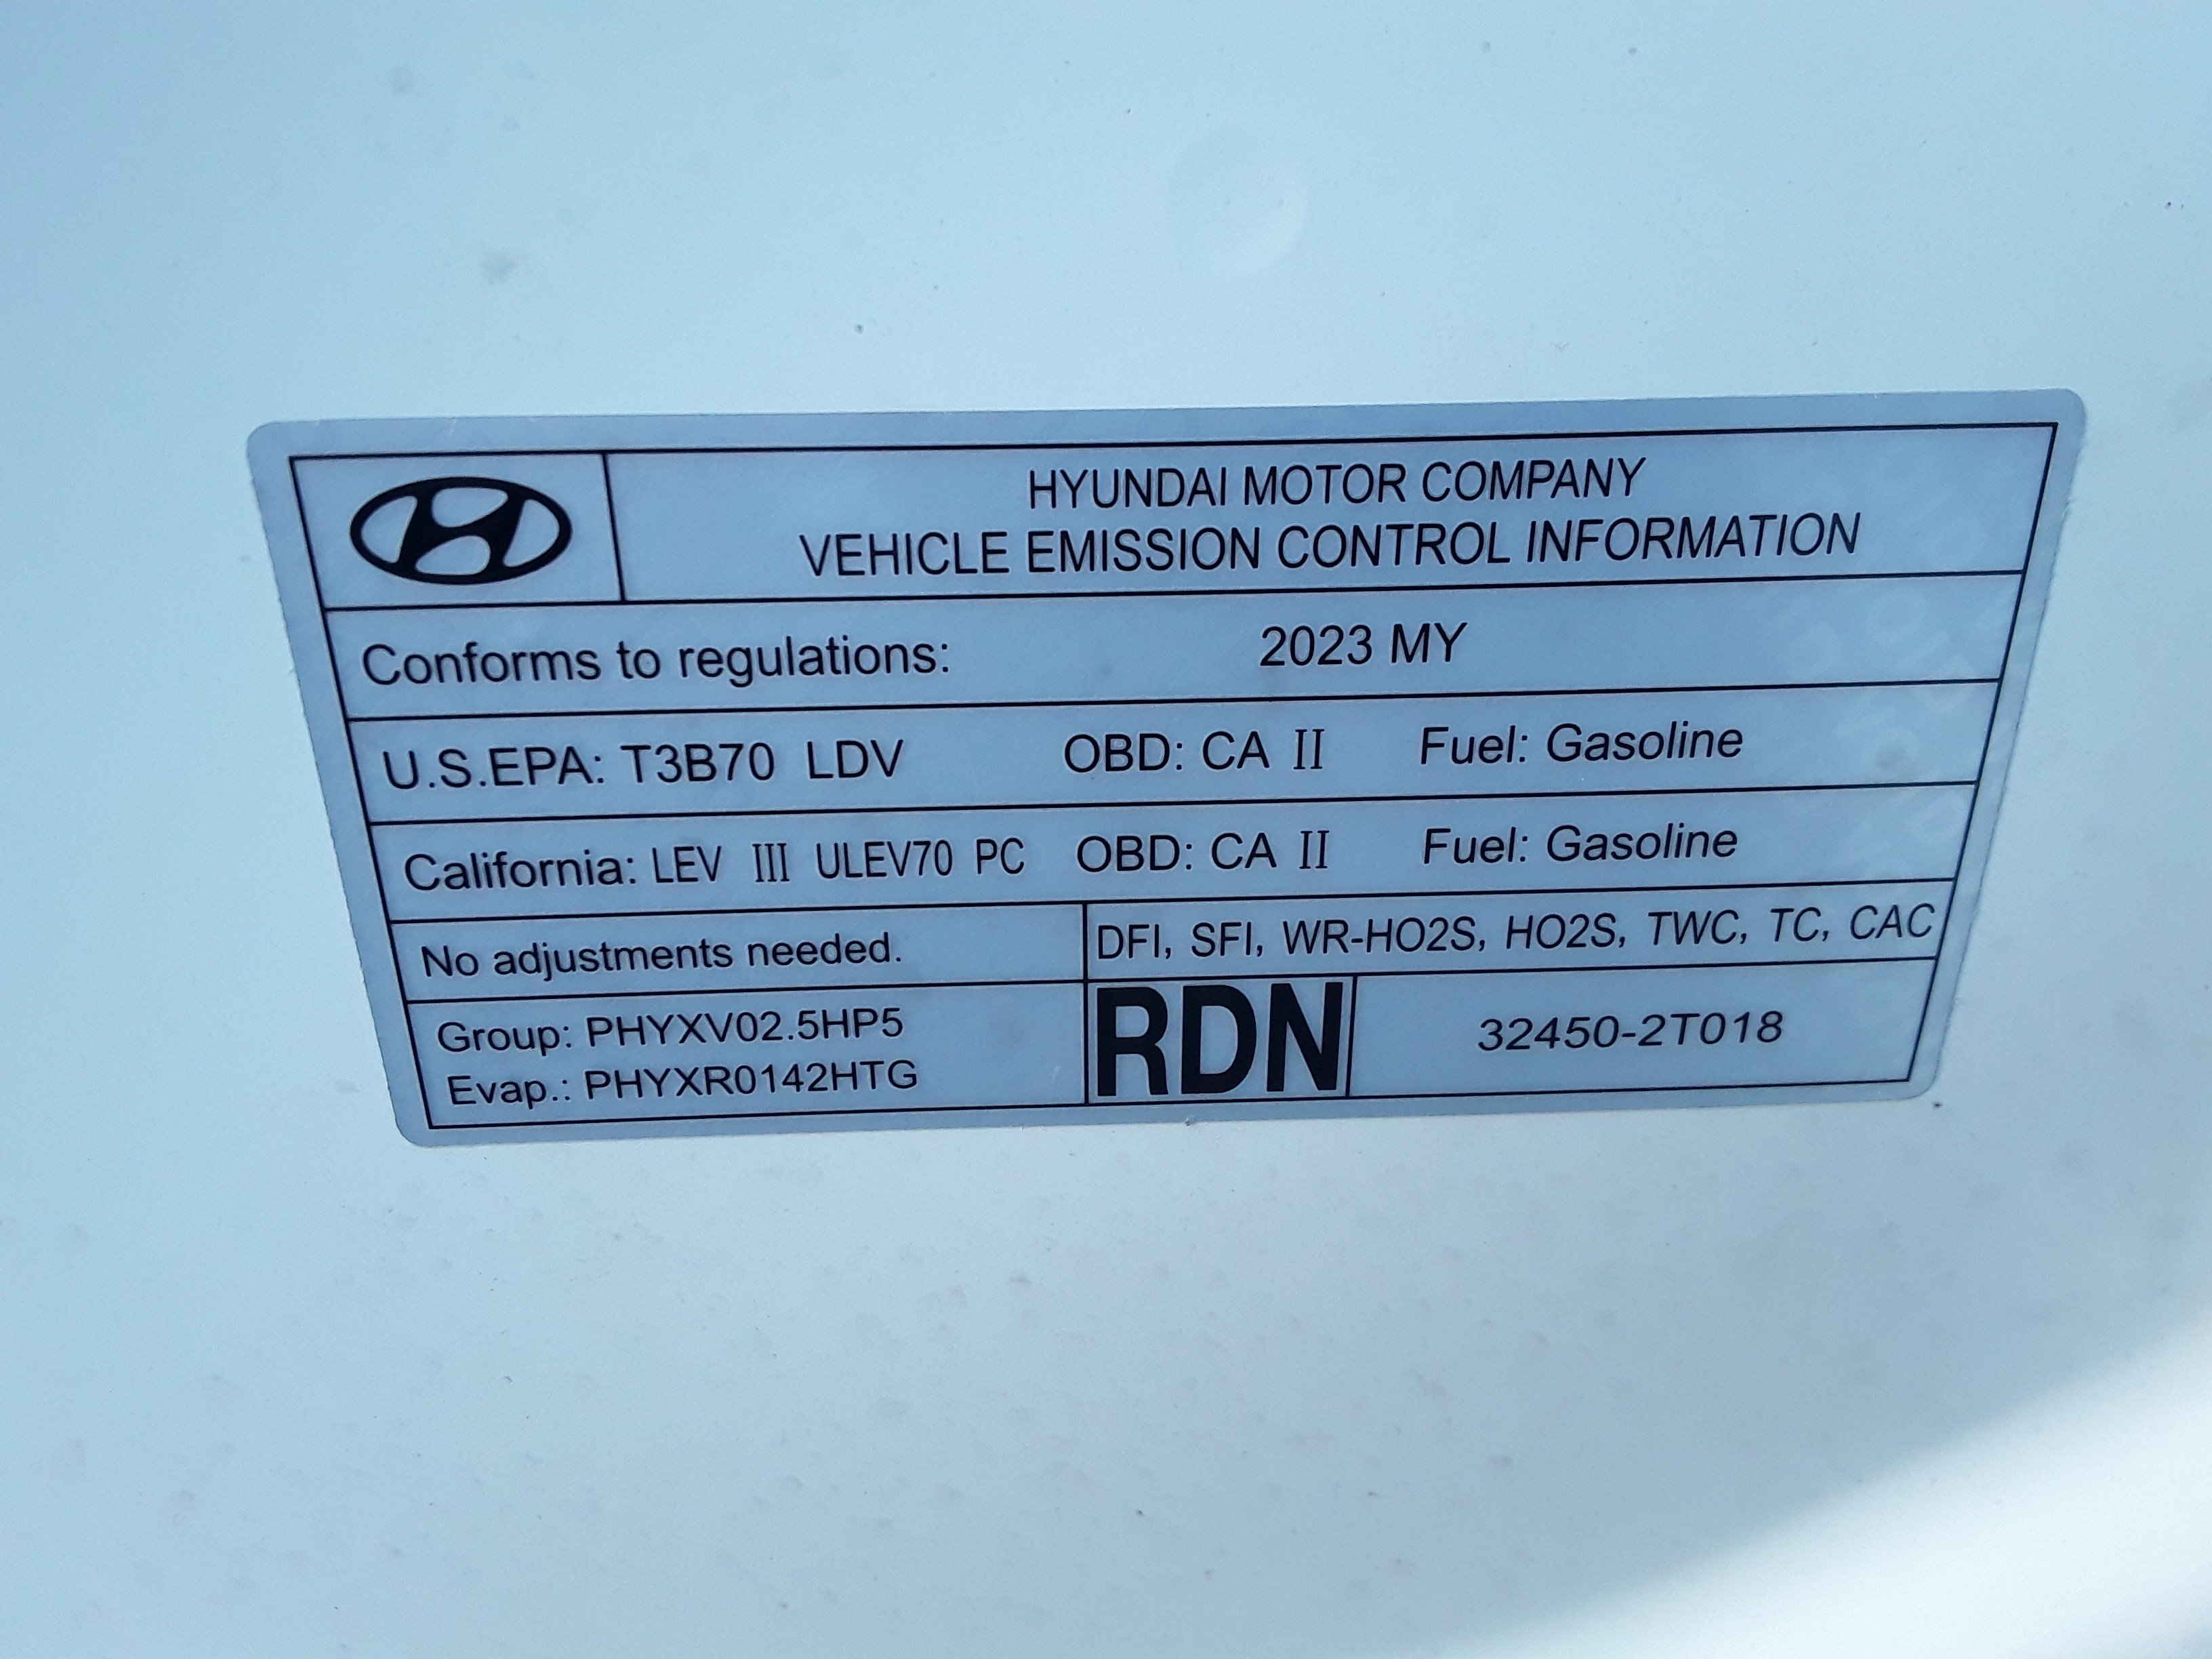 HYUNDAI MOTOR COMPANY
VEHICLE EMISSION CONTROL INFORMATION
Conforms to regulations: 2023 MY
U.S.EPA: T3B70 LDV OBD: CA II Fuel: Gasoline
California: LEV III ULEV70 PC OBD: CA II Fuel: Gasoline
No adjustments needed.
DFI, SFI, WR-HO2S, HO2S, TWC, TC, CAC
Group: PHYXV02.5HP5
Evap.: PHYXR0142HTG
RDN
32450-2T018